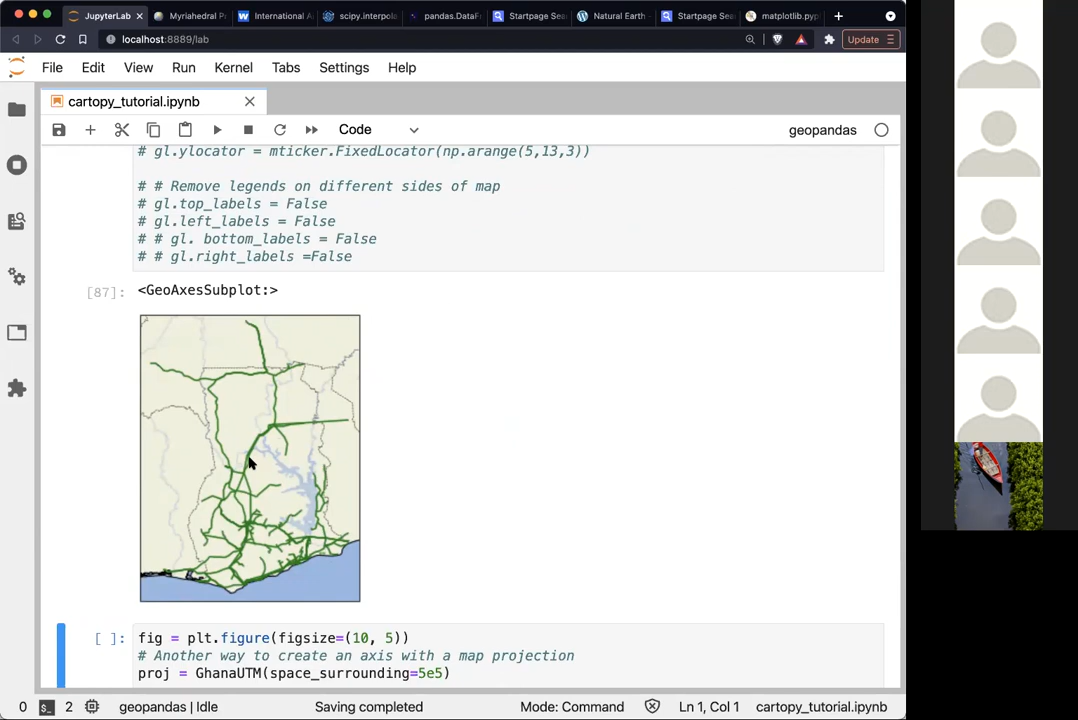 JupyterLab
Myriahedral P
International A
scipy.interpola
pandas.DataF
Startpage Sea
Natural Earth
Startpage Sear
matplotlib.pyp
localhost:8889/lab
Update
File Edit View Run Kernel Tabs Settings Help
cartopy_tutorial.ipynb
Code
geopandas
# gl.ylocator = mticker.FixedLocator(np.arange(5,13,3))
# # Remove legends on different sides of map
# gl.top_labels = False
# gl.left_labels = False
# # gl. bottom_labels = False
# # gl.right_labels =False
[87]: <GeoAxesSubplot:>
[ ]: fig = plt.figure(figsize=(10, 5))
# Another way to create an axis with a map projection
proj = GhanaUTM(space_surrounding=5e5)
0 $_ 2 geopandas | Idle Saving completed Mode: Command Ln 1, Col 1 cartopy_tutorial.ipynb